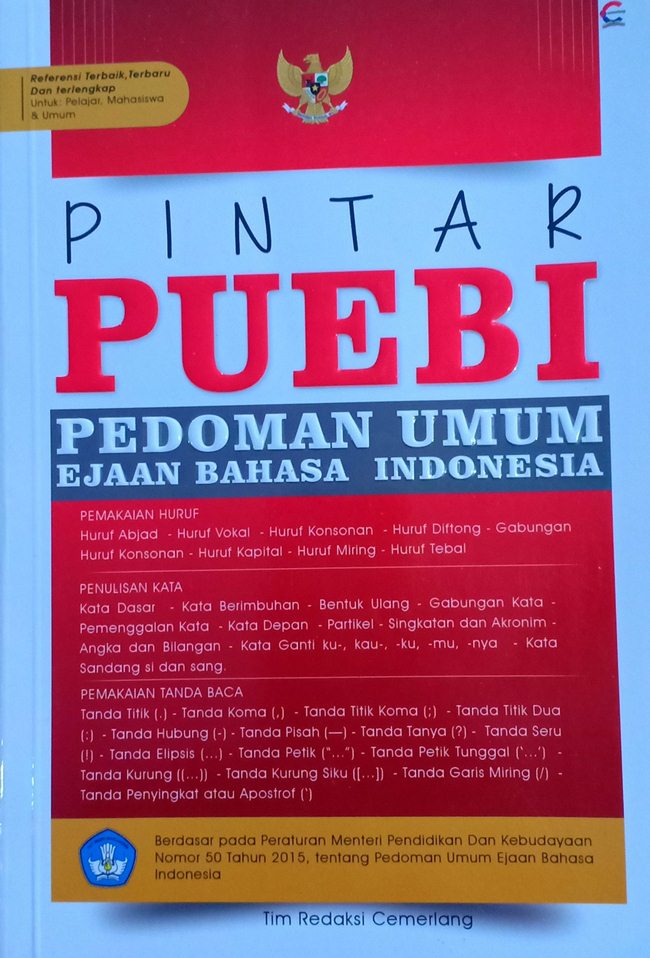 Referensi Terbaik, Terbaru
Dan terlengkap
Untuk: Pelajar, Mahasiswa
& Umum
PINTAR
PUEBI
PEDOMAN UMUM
EJAAN BAHASA INDONESIA
PEMAKAIAN HURUF
Huruf Abjad - Huruf Vokal - Huruf Konsonan - Huruf Diftong - Gabungan
Huruf Konsonan - Huruf Kapital - Huruf Miring - Huruf Tebal
PENULISAN KATA
Kata Dasar - Kata Berimbuhan - Bentuk Ulang - Gabungan Kata -
Pemenggalan Kata - Kata Depan - Partikel - Singkatan dan Akronim -
Angka dan Bilangan - Kata Ganti ku-, kau-, -ku, -mu, -nya - Kata
Sandang si dan sang.
PEMAKAIAN TANDA BACA
Tanda Titik (.) - Tanda Koma (,) - Tanda Titik Koma (;) - Tanda Titik Dua
(:) - Tanda Hubung (-) - Tanda Pisah (—) - Tanda Tanya (?) - Tanda Seru
(!) - Tanda Elipsis (...) - Tanda Petik (“...”) - Tanda Petik Tunggal (‘...’) -
Tanda Kurung ((...)) - Tanda Kurung Siku ([...]) - Tanda Garis Miring (/) -
Tanda Penyingkat atau Apostrof (‘)
Berdasar pada Peraturan Menteri Pendidikan Dan Kebudayaan
Nomor 50 Tahun 2015, tentang Pedoman Umum Ejaan Bahasa
Indonesia
Tim Redaksi Cemerlang